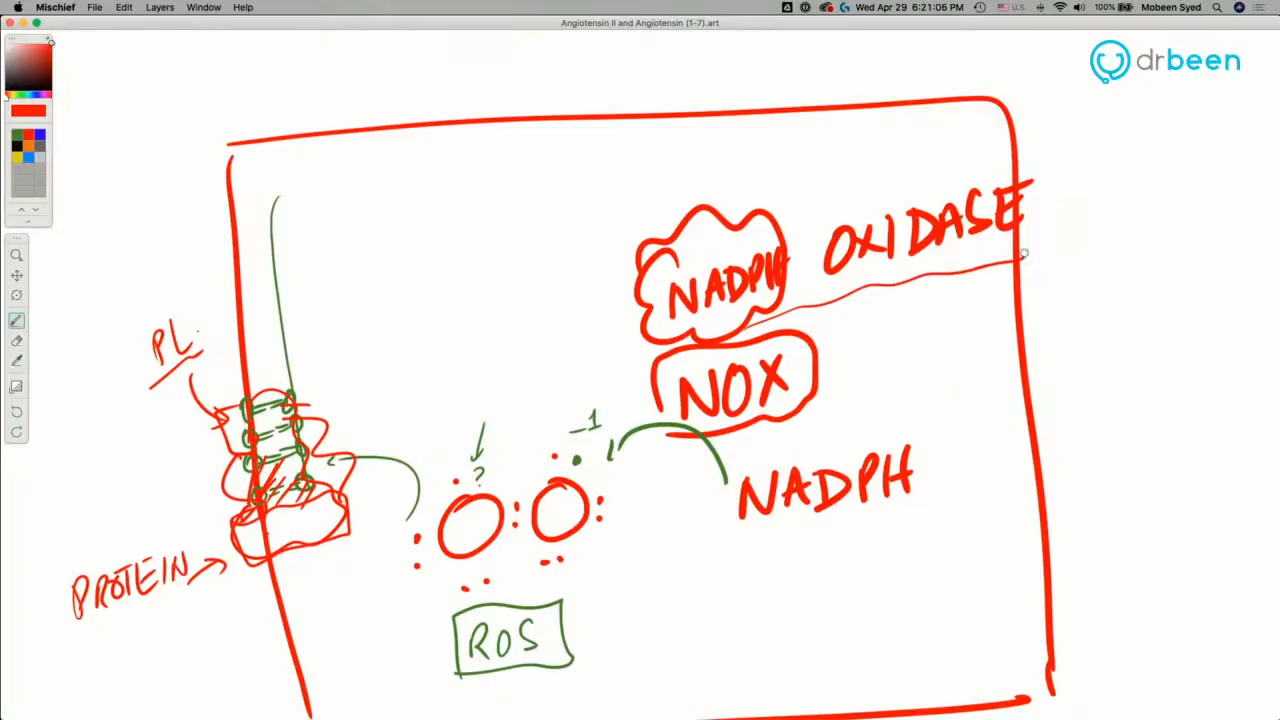 Mischief File Edit Layers Window Help
U.S. 100% Wed Apr 29 6:21:06 PM Mobeen Syed
Angiotensin II and Angiotensin (1-7).art
drbeen
NADPH OXIDASE
NOX
PL.
-1
?
NADPH
PROTEIN
ROS